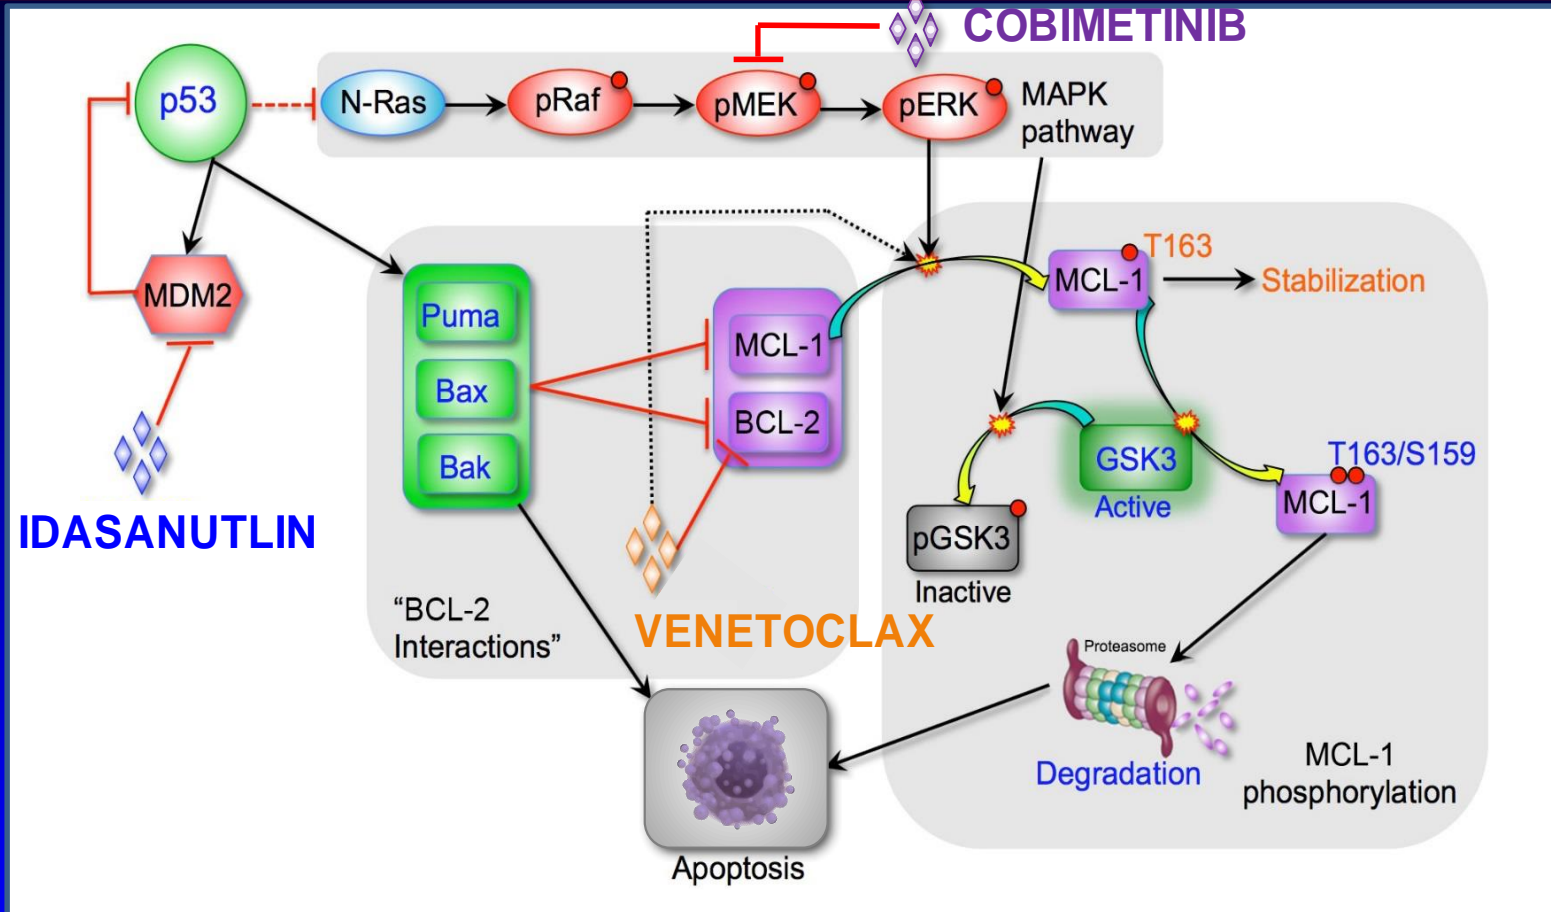 COBIMETINIB
p53
N-Ras
pRaf
pMEK
pERK
MAPK
pathway
MDM2
IDASANUTLIN
Puma
Bax
Bak
MCL-1
BCL-2
"BCL-2
Interactions"
VENETOCLAX
MCL-1
T163
Stabilization
GSK3
Active
pGSK3
Inactive
T163/S159
MCL-1
Proteasome
Degradation
MCL-1
phosphorylation
Apoptosis